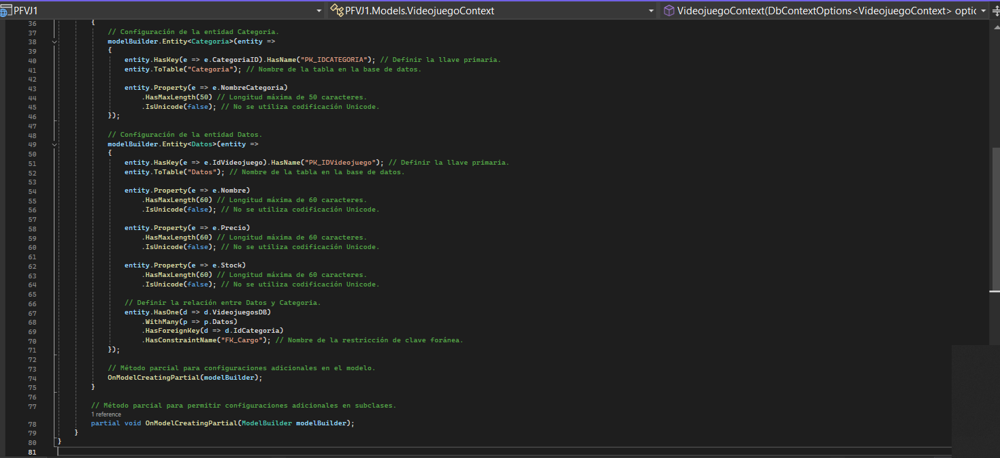 PFVJ1 PFVJ1.Models.VideojuegoContext VideojuegoContext(DbContextOptions<VideojuegoContext> optic
36 {
37 // Configuración de la entidad Categoria.
38 modelBuilder.Entity<Categoria>(entity =>
39 {
40 entity.HasKey(e => e.CategoriaID).HasName("PK_IDCATEGORIA"); // Definir la llave primaria.
41 entity.ToTable("Categoria"); // Nombre de la tabla en la base de datos.
42
43 entity.Property(e => e.NombreCategoria)
44 .HasMaxLength(50) // Longitud máxima de 50 caracteres.
45 .IsUnicode(false); // No se utiliza codificación Unicode.
46 });
47
48 // Configuración de la entidad Datos.
49 modelBuilder.Entity<Datos>(entity =>
50 {
51 entity.HasKey(e => e.IdVideojuego).HasName("PK_IDVideojuego"); // Definir la llave primaria.
52 entity.ToTable("Datos"); // Nombre de la tabla en la base de datos.
53
54 entity.Property(e => e.Nombre)
55 .HasMaxLength(60) // Longitud máxima de 60 caracteres.
56 .IsUnicode(false); // No se utiliza codificación Unicode.
57
58 entity.Property(e => e.Precio)
59 .HasMaxLength(60) // Longitud máxima de 60 caracteres.
60 .IsUnicode(false); // No se utiliza codificación Unicode.
61
62 entity.Property(e => e.Stock)
63 .HasMaxLength(60) // Longitud máxima de 60 caracteres.
64 .IsUnicode(false); // No se utiliza codificación Unicode.
65
66 // Definir la relación entre Datos y Categoria.
67 entity.HasOne(d => d.VideojuegosDB)
68 .WithMany(p => p.Datos)
69 .HasForeignKey(d => d.IdCategoria)
70 .HasConstraintName("FK_Cargo"); // Nombre de la restricción de clave foránea.
71 });
72
73 // Método parcial para configuraciones adicionales en el modelo.
74 OnModelCreatingPartial(modelBuilder);
75 }
76
77 // Método parcial para permitir configuraciones adicionales en subclases.
1 reference
78 partial void OnModelCreatingPartial(ModelBuilder modelBuilder);
79 }
80 }
81